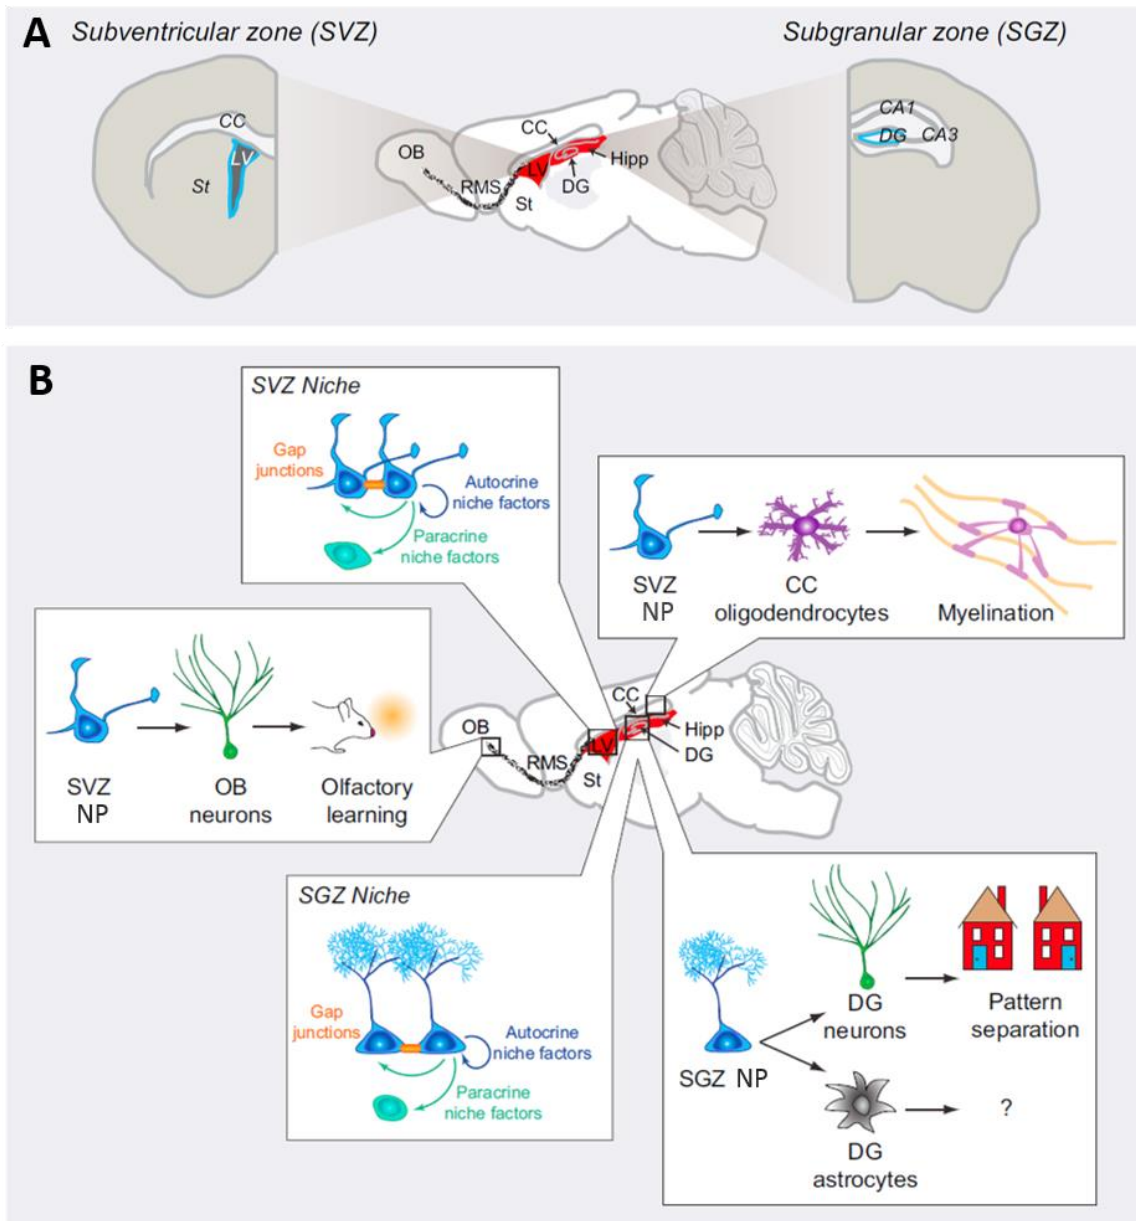 A
Subventricular zone (SVZ)
Subgranular zone (SGZ)
CC
LV
St
OB
RMS
CC
LV
St
DG
Hipp
CA1
DG
CA3
B
SVZ Niche
Gap
junctions
Autocrine
niche factors
Paracrine
niche factors
SVZ
NP
CC
oligodendrocytes
Myelination
SVZ
NP
OB
neurons
Olfactory
learning
OB
RMS
CC
LV
St
Hipp
DG
SGZ Niche
Gap
junctions
Autocrine
niche factors
Paracrine
niche factors
SGZ NP
DG
neurons
Pattern
separation
DG
astrocytes
?